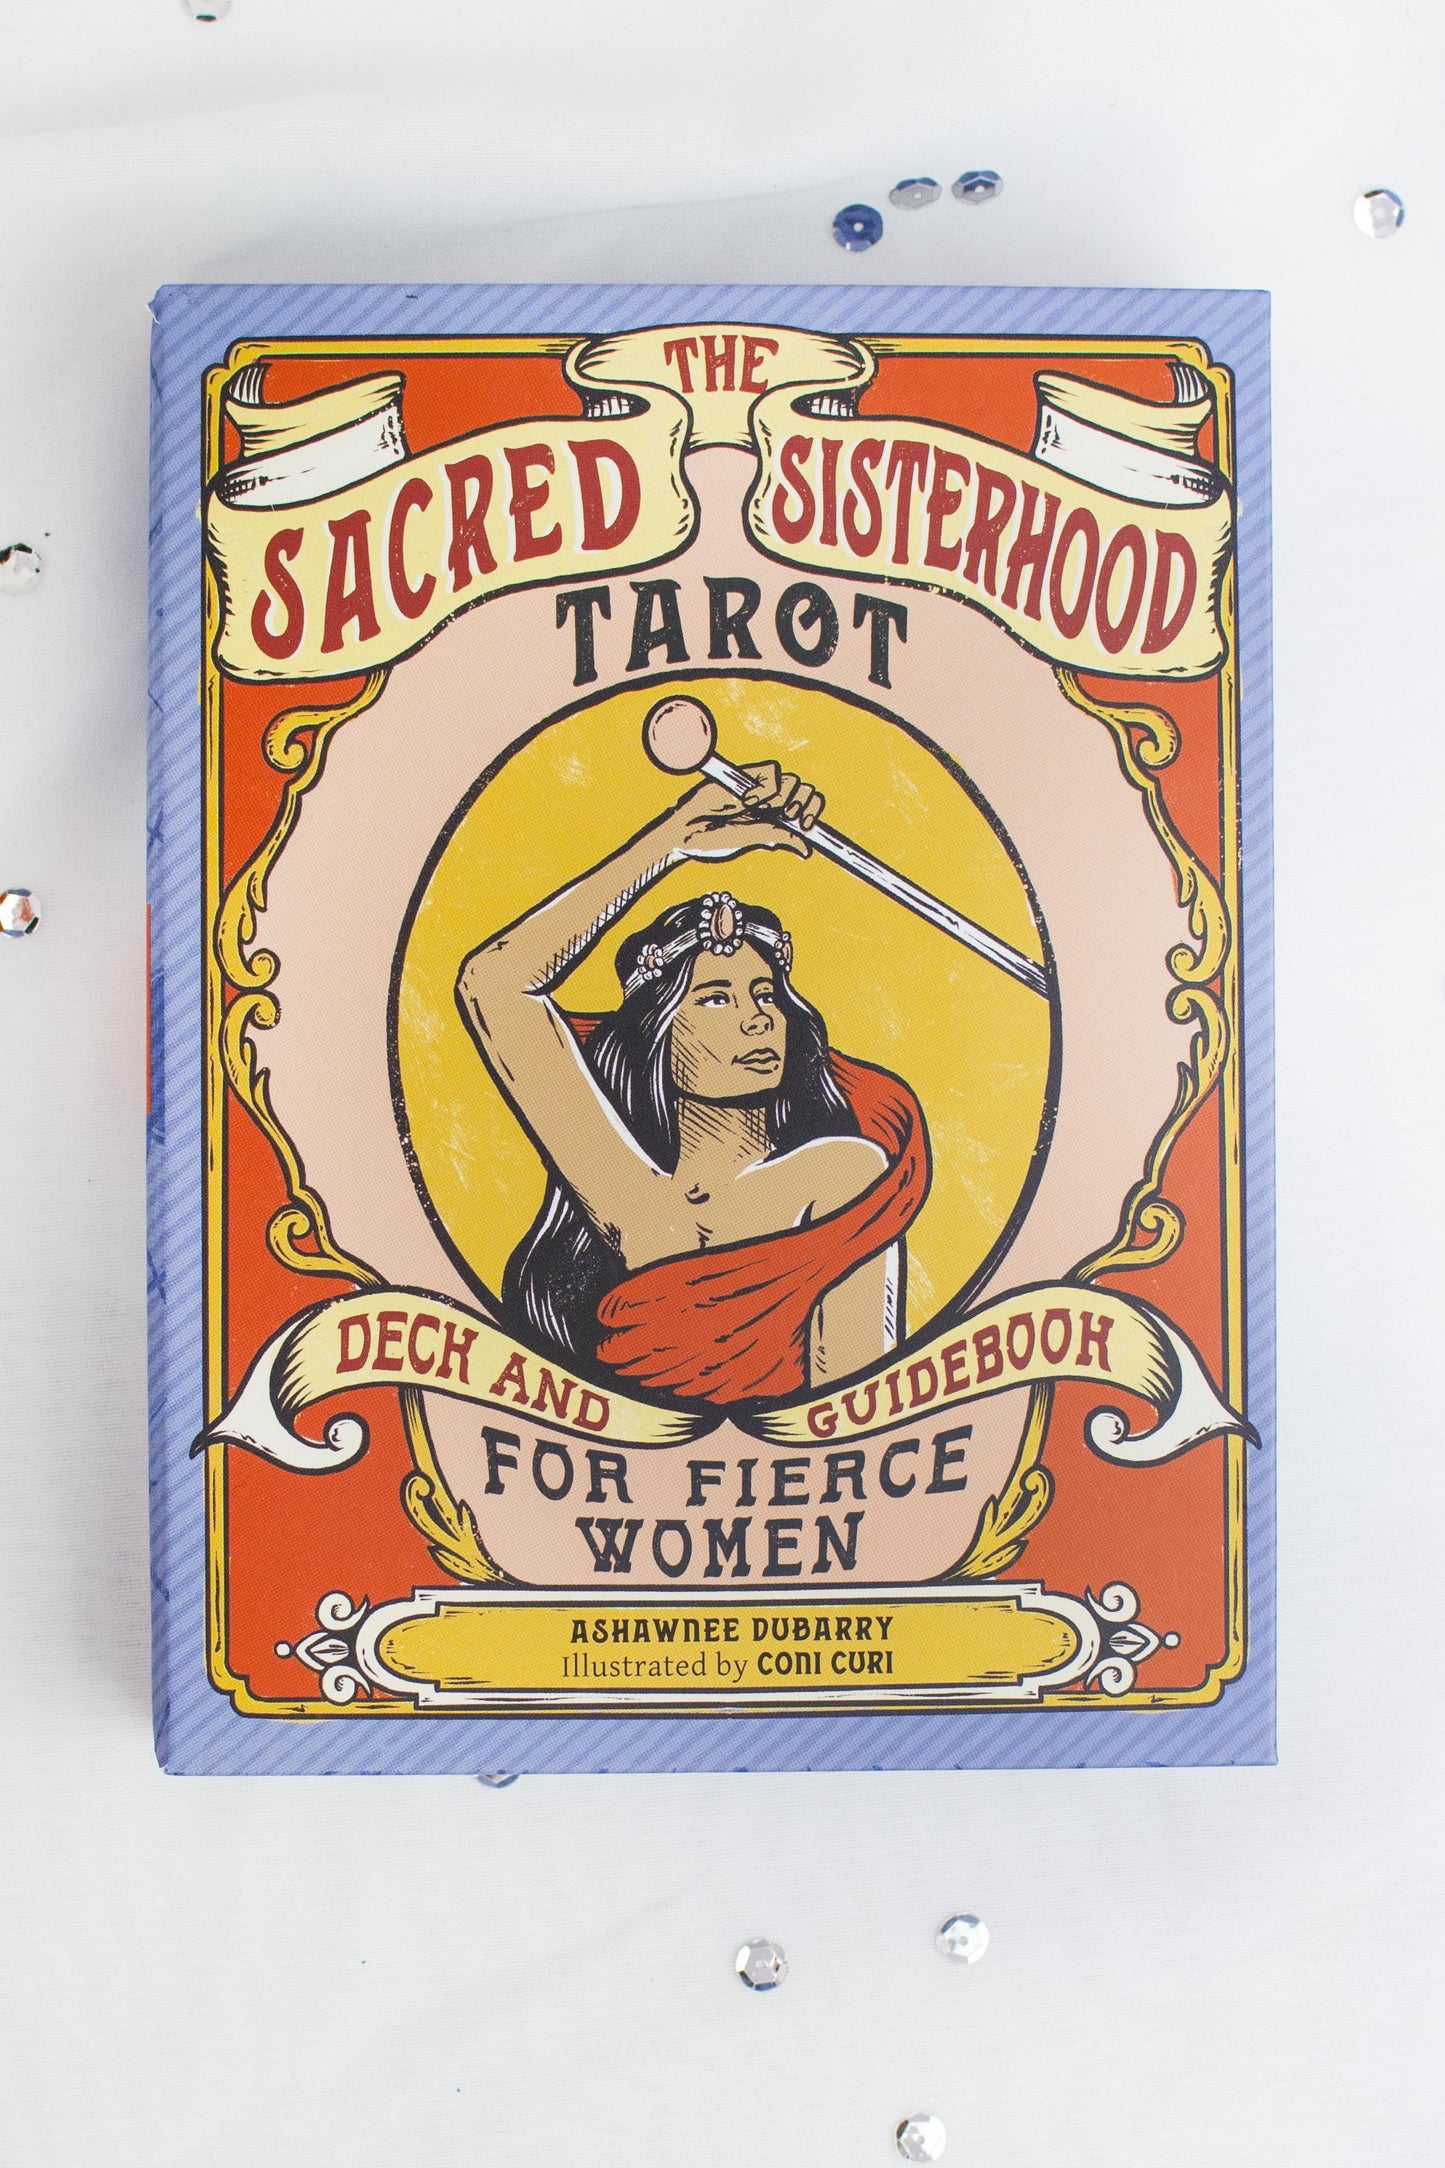 THE
SACRED SISTERHOOD
TAROT
DECK AND GUIDEBOOK
FOR FIERCE
WOMEN
ASHAWNEE DUBARRY
Illustrated by CONI CURI